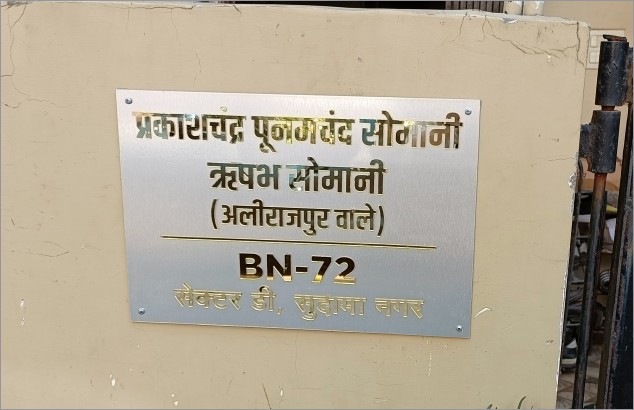 प्रकाशचंद्र पूनमचंद सोमानी
ऋषभ सोमानी
(अलीराजपुर वाले)
BN-72
सेक्टर डी, सुदामा नगर